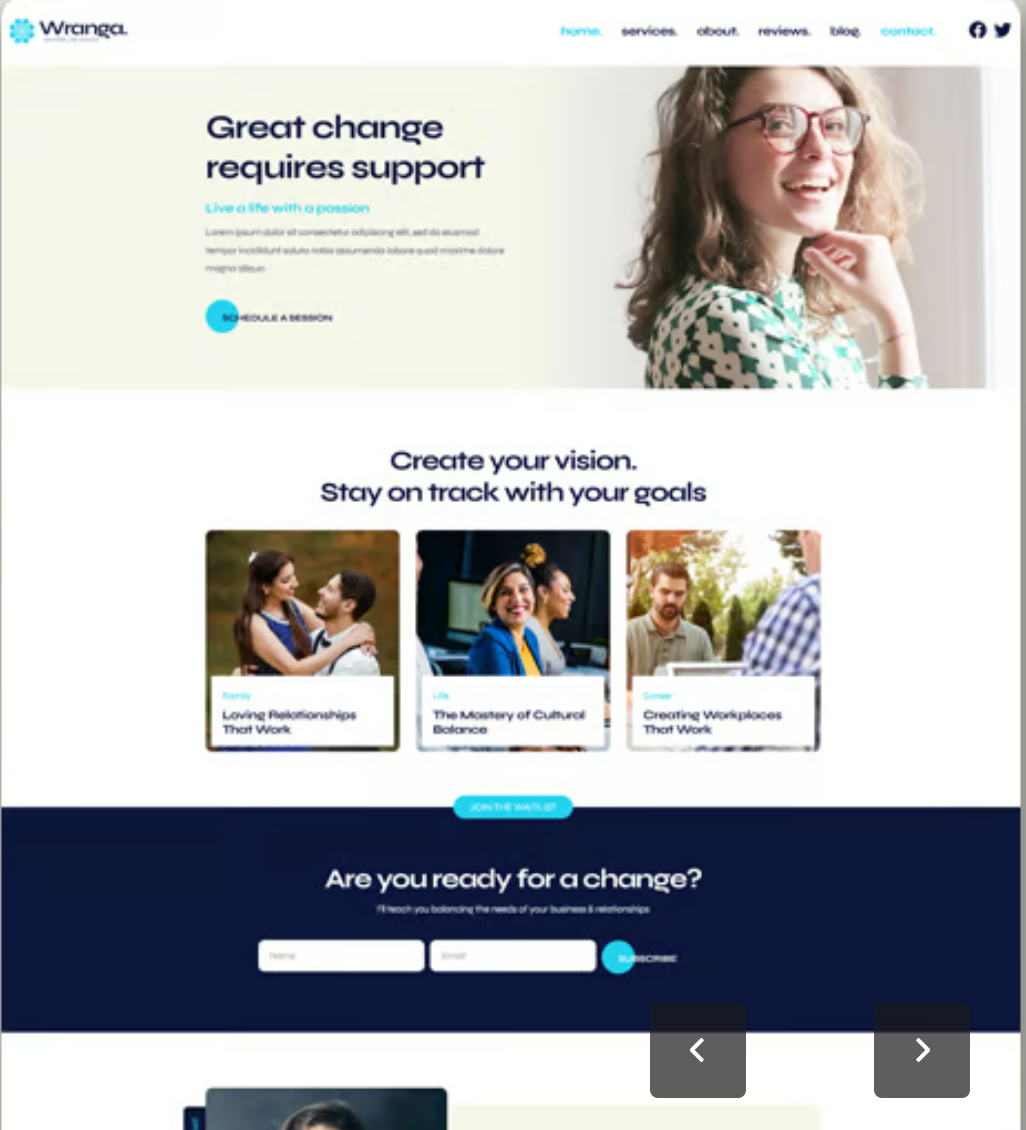 Wranga.
home. services. about. reviews. blog. contact.
Great change
requires support
Live a life with a passion
Lorem ipsum dolor sit consectetur adipiscing elit, sed do eiusmod
tempor incididunt soluta nobis assumenda labore quod maxime dolore
magna aliqua.
SCHEDULE A SESSION
Create your vision.
Stay on track with your goals
Family
Loving Relationships
That Work
Life
The Mastery of Cultural
Balance
Career
Creating Workplaces
That Work
JOIN THE WAITLIST
Are you ready for a change?
I'll teach you balancing the needs of your business & relationships
Name
Email
SUBSCRIBE